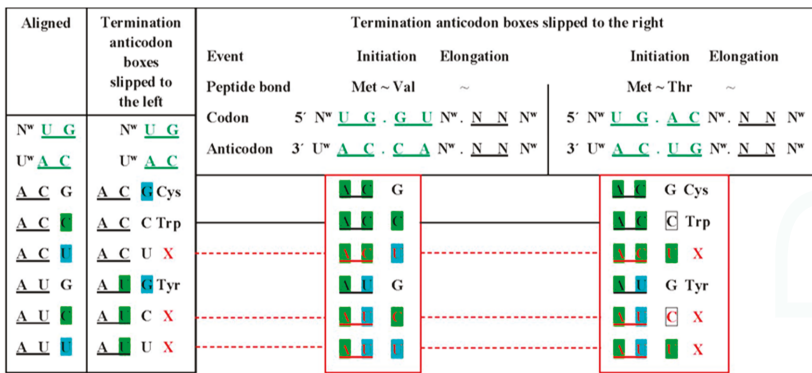 Aligned
Termination anticodon boxes slipped to the left
Termination anticodon boxes slipped to the right
Event Initiation Elongation Initiation Elongation
Peptide bond Met ~ Val ~ Met ~ Thr ~
Codon 5´ Nʷ U G . G U Nʷ. N N Nʷ 5´ Nʷ U G . A C Nʷ. N N Nʷ
Anticodon 3´ Uʷ A C . C A Nʷ. N N Nʷ 3´ Uʷ A C . U G Nʷ. N N Nʷ
Nʷ U G Nʷ U G
Uʷ A C Uʷ A C
A C G A C G Cys A C G A C G Cys
A C C A C C Trp A C C A C C Trp
A C U A C U X A C U A C U X
A U G A U G Tyr A U G A U G Tyr
A U C A U C X A U C A U C X
A U U A U U X A U U A U U X